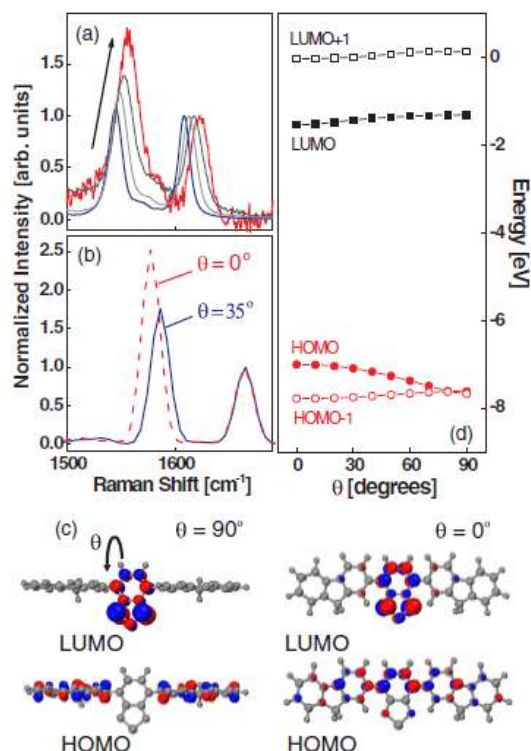 (a)
2.0
1.5
1.0
0.5
0.0
Normalized Intensity [arb. units]
(b)
2.5
2.0
1.5
1.0
0.5
0.0
θ = 0°
θ = 35°
1500
1600
Raman Shift [cm⁻¹]
LUMO+1
LUMO
HOMO
HOMO-1
(d)
0
-2
-4
-6
-8
Energy [eV]
0
30
60
90
θ [degrees]
(c)
θ
θ = 90°
θ = 0°
LUMO
LUMO
HOMO
HOMO